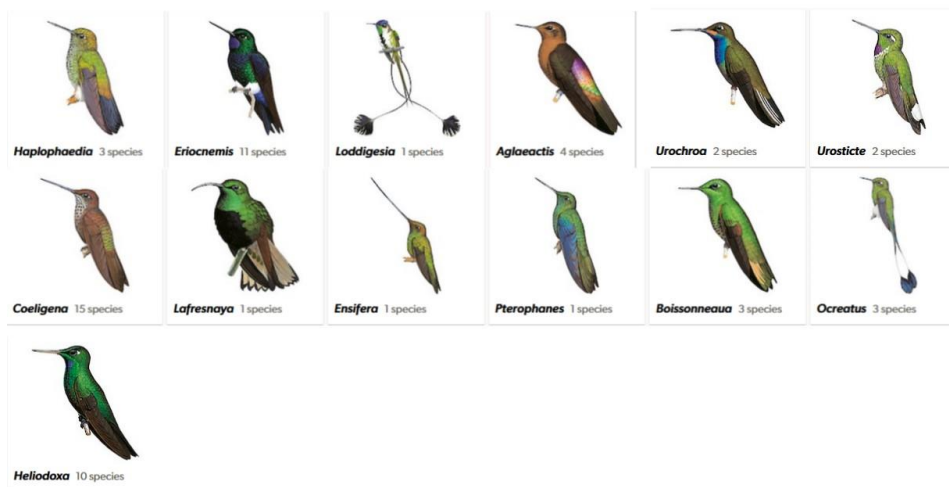 Haplophaedia 3 species
Eriocnemis 11 species
Loddigesia 1 species
Aglaeactis 4 species
Urochroa 2 species
Urosticte 2 species
Coeligena 15 species
Lafresnaya 1 species
Ensifera 1 species
Pterophanes 1 species
Boissonneaua 3 species
Ocreatus 3 species
Heliodoxa 10 species